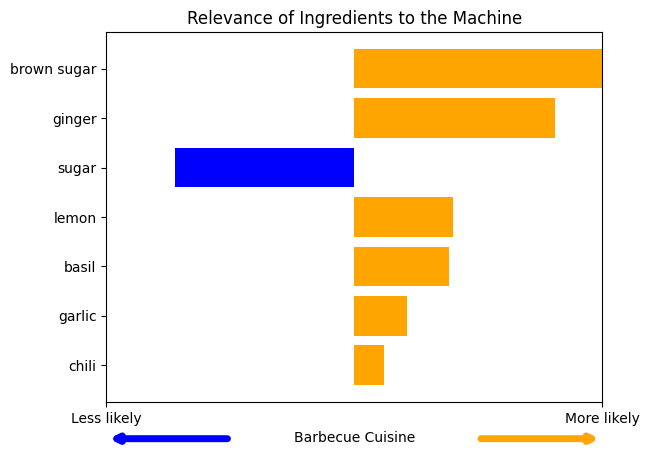 Relevance of Ingredients to the Machine
brown sugar
ginger
sugar
lemon
basil
garlic
chili
Less likely
More likely
Barbecue Cuisine